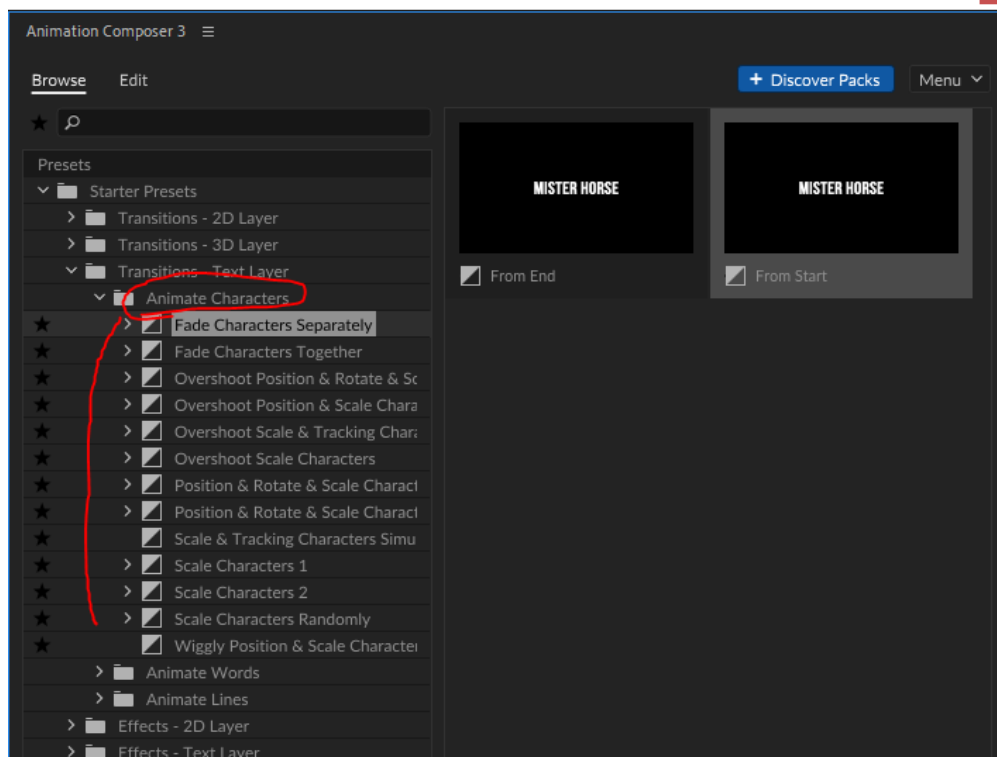 Animation Composer 3
Browse
Edit
+ Discover Packs
Menu
Presets
Starter Presets
Transitions - 2D Layer
Transitions - 3D Layer
Transitions - Text Layer
Animate Characters
Fade Characters Separately
Fade Characters Together
Overshoot Position & Rotate & Sc
Overshoot Position & Scale Chara
Overshoot Scale & Tracking Chara
Overshoot Scale Characters
Position & Rotate & Scale Charact
Position & Rotate & Scale Charact
Scale & Tracking Characters Simu
Scale Characters 1
Scale Characters 2
Scale Characters Randomly
Wiggly Position & Scale Character
Animate Words
Animate Lines
Effects - 2D Layer
Effects - Text Layer
MISTER HORSE
From End
MISTER HORSE
From Start